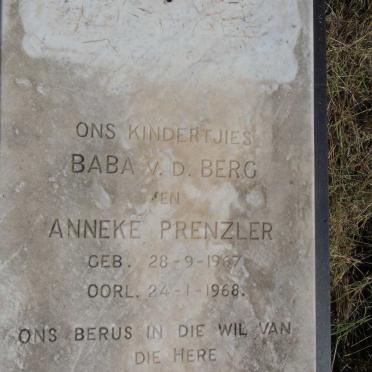 ONS KINDERTJIES
BABA V. D. BERG
EN
ANNEKE PRENZLER
GEB. 28-9-1967
OORL. 24-1-1968.
ONS BERUS IN DIE WIL VAN
DIE HERE